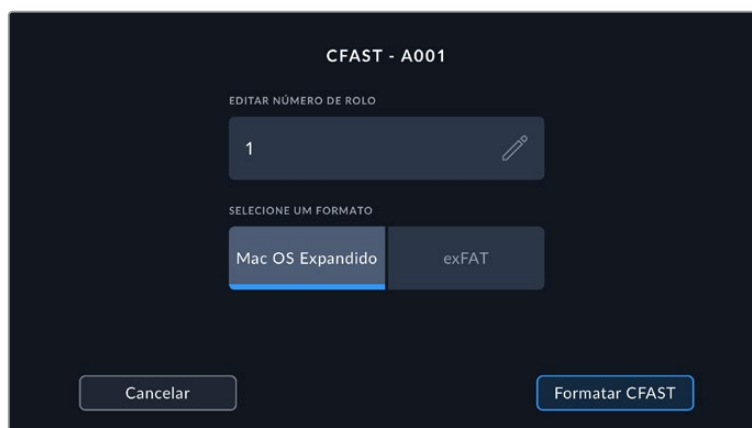 CFAST - A001
EDITAR NÚMERO DE ROLO
1
SELECIONE UM FORMATO
Mac OS Expandido exFAT
Cancelar Formatar CFAST